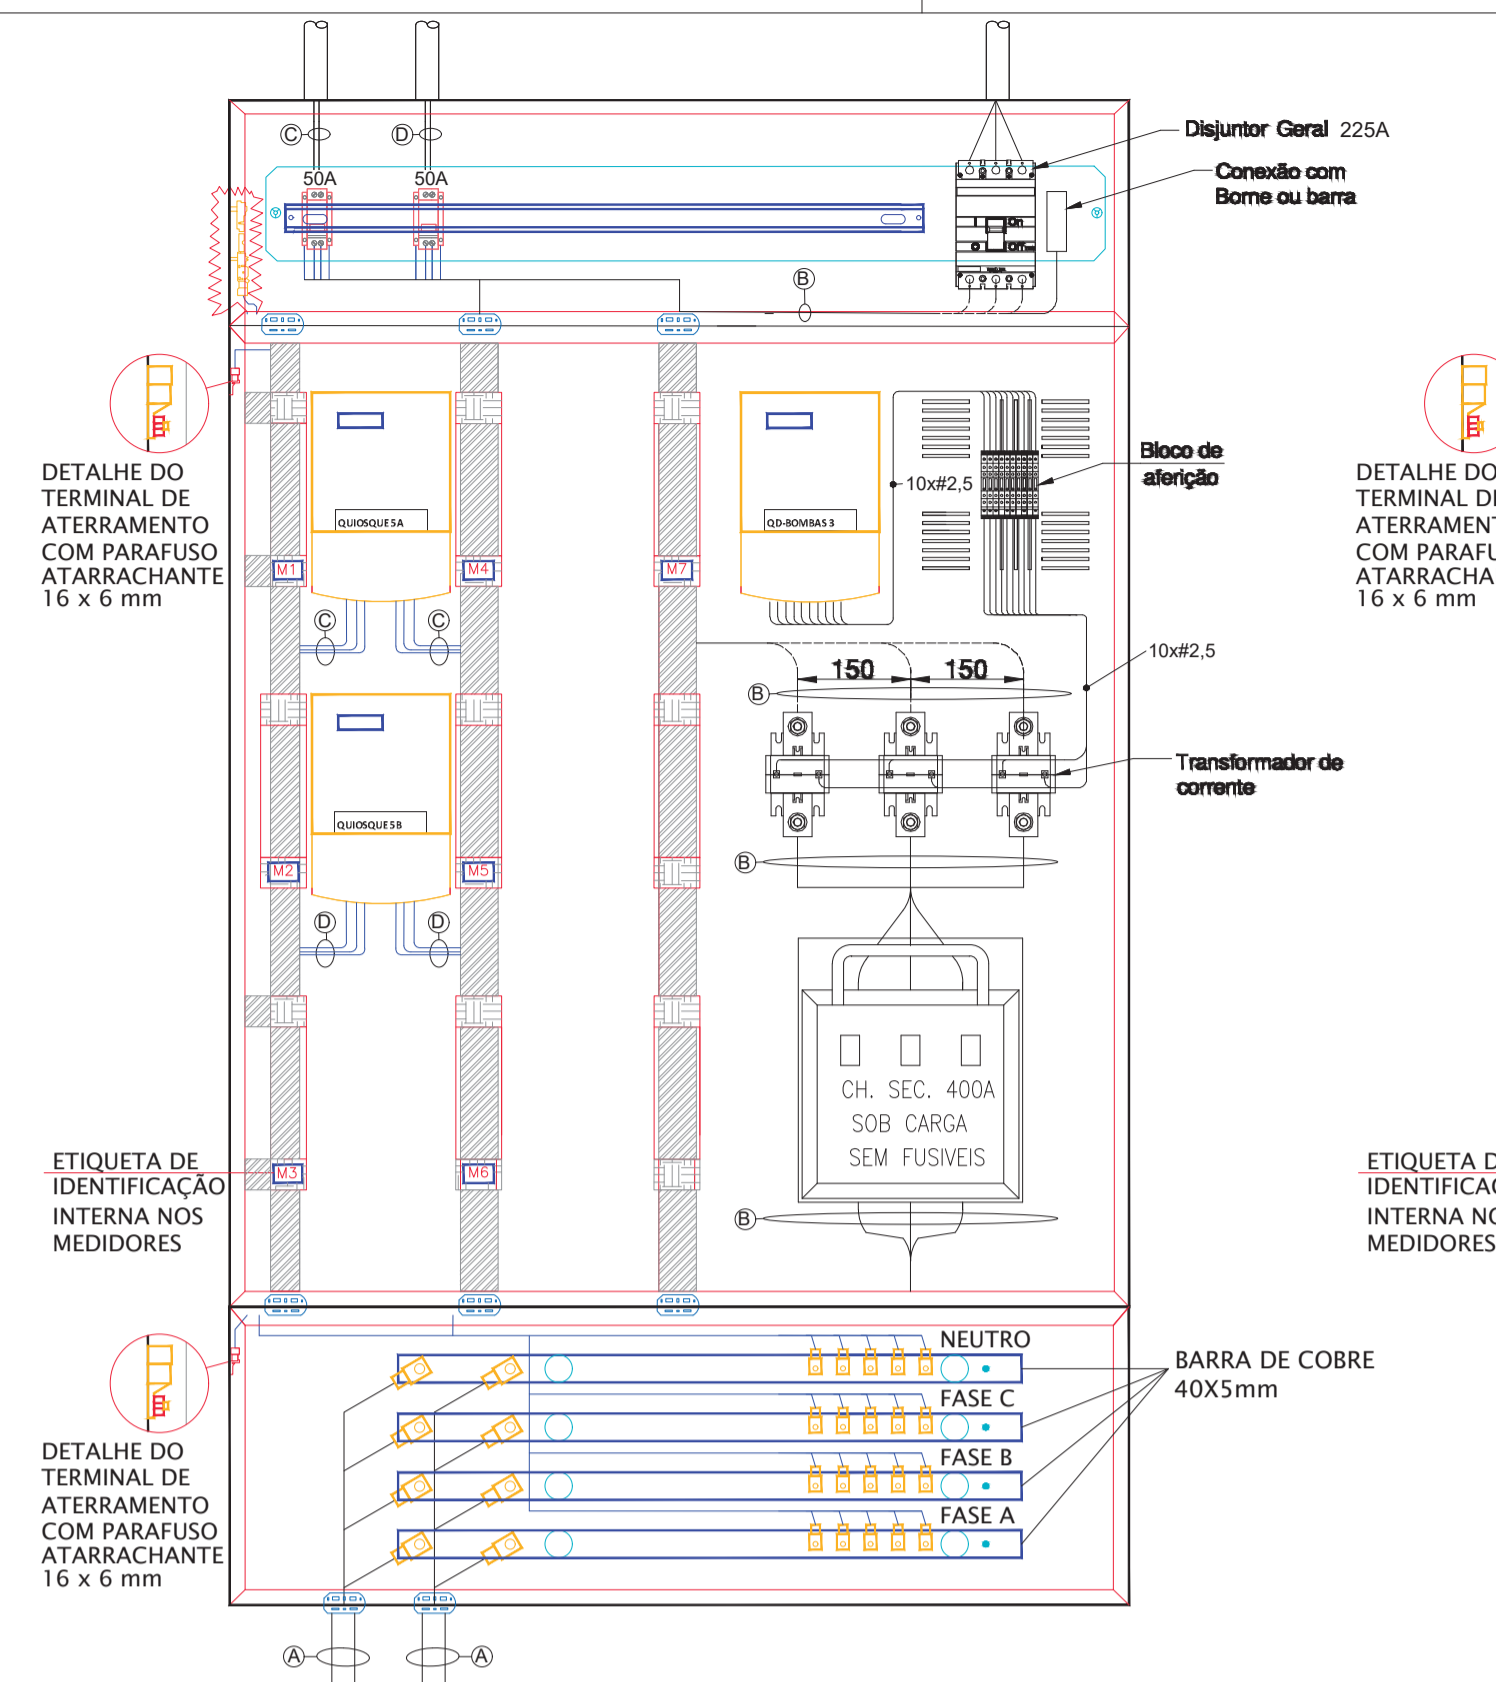 C
D
50A
50A
Disjuntor Geral 225A
Conexão com
Borne ou barra
I
On
O
Off
B
DETALHE DO
TERMINAL DE
ATERRAMENTO
COM PARAFUSO
ATARRACHANTE
16 x 6 mm
QUIOSQUE 5A
QD-BOMBAS 3
10x#2,5
Bloco de
aferição
DETALHE DO
TERMINAL DE
ATERRAMENT
COM PARAFU
ATARRACHA
16 x 6 mm
M1
M4
M7
C
C
10x#2,5
150
150
B
QUIOSQUE 5B
Transformador de
corrente
M2
M5
B
D
D
CH. SEC. 400A
SOB CARGA
SEM FUSIVEIS
ETIQUETA DE
IDENTIFICAÇÃO
INTERNA NOS
MEDIDORES
M3
M6
B
ETIQUETA D
IDENTIFICAÇ
INTERNA NO
MEDIDORES
NEUTRO
FASE C
FASE B
FASE A
BARRA DE COBRE
40X5mm
DETALHE DO
TERMINAL DE
ATERRAMENTO
COM PARAFUSO
ATARRACHANTE
16 x 6 mm
A
A